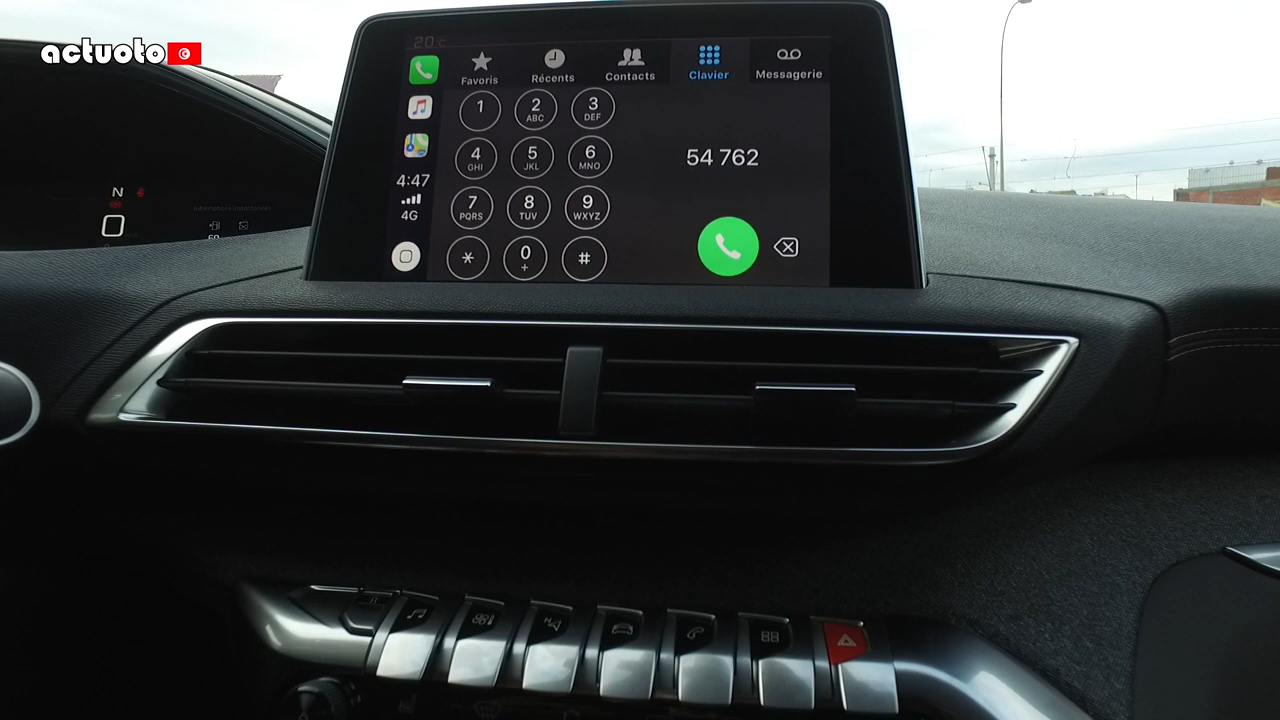 actuoto
20°C
Favoris
Récents
Contacts
Clavier
Messagerie
1
2
ABC
3
DEF
4
GHI
5
JKL
6
MNO
7
PQRS
8
TUV
9
WXYZ
*
0
+
#
54 762
4:47
4G
N